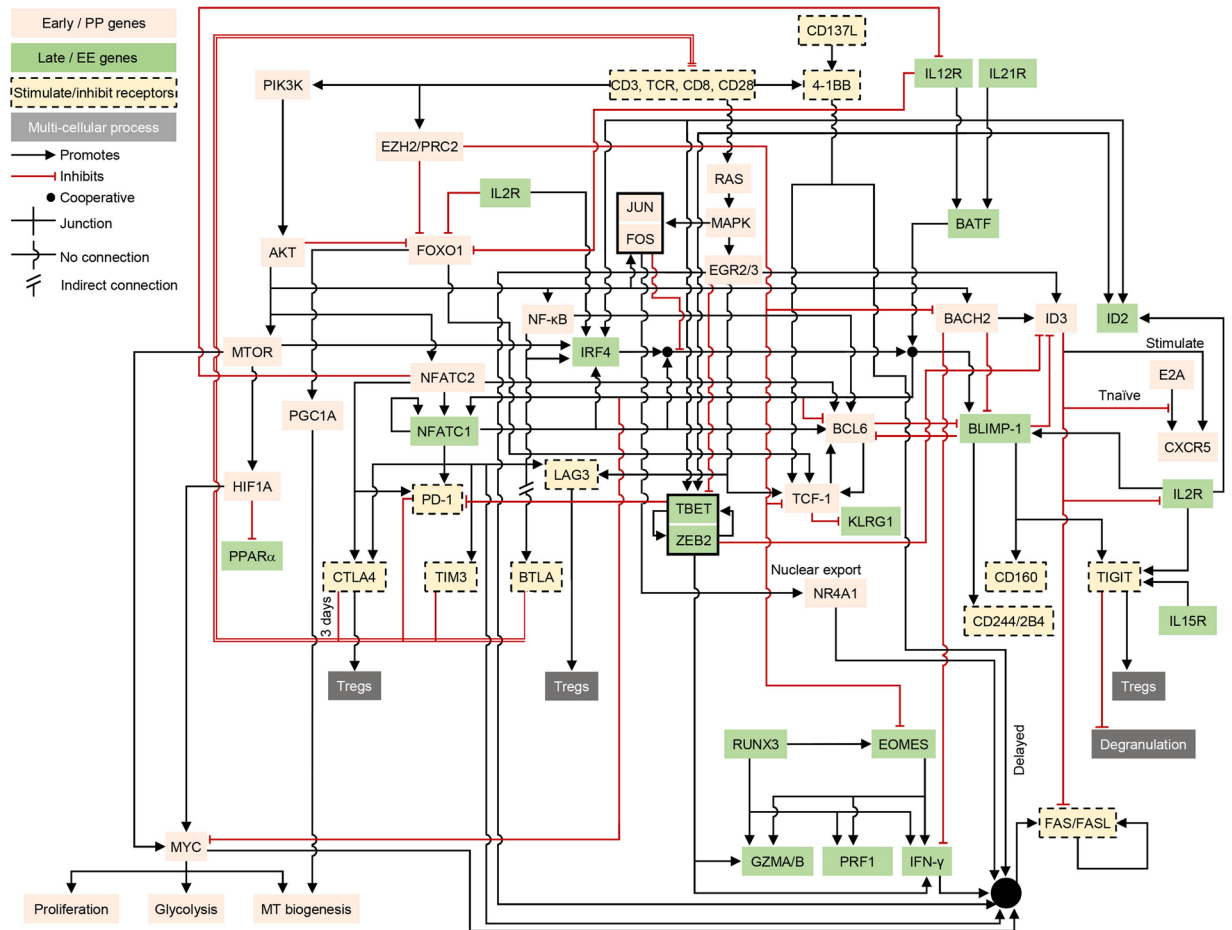 Early / PP genes
Late / EE genes
Stimulate/inhibit receptors
Multi-cellular process
Promotes
Inhibits
Cooperative
Junction
No connection
Indirect connection
CD137L
PIK3K
CD3, TCR, CD8, CD28
4-1BB
IL12R
IL21R
EZH2/PRC2
RAS
IL2R
JUN
FOS
MAPK
BATF
AKT
FOXO1
EGR2/3
NF-κB
BACH2
ID3
ID2
MTOR
IRF4
Stimulate
NFATC2
E2A
PGC1A
Tnaïve
NFATC1
BCL6
BLIMP-1
CXCR5
LAG3
HIF1A
PD-1
TCF-1
IL2R
TBET
KLRG1
ZEB2
PPARα
CTLA4
TIM3
BTLA
Nuclear export
NR4A1
CD160
TIGIT
3 days
CD244/2B4
IL15R
Tregs
Tregs
Tregs
RUNX3
EOMES
Delayed
Degranulation
FAS/FASL
MYC
GZMA/B
PRF1
IFN-γ
Proliferation
Glycolysis
MT biogenesis